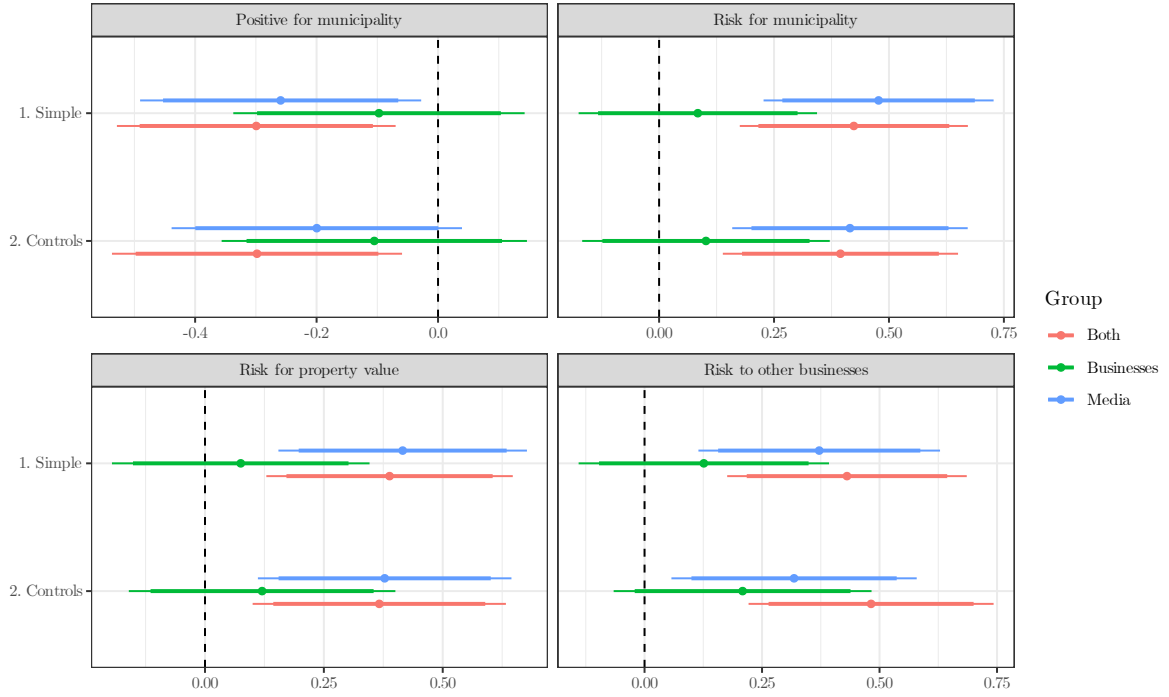 Positive for municipality
Risk for municipality
1. Simple
2. Controls
-0.4 -0.2 0.0
0.00 0.25 0.50 0.75
Risk for property value
Risk to other businesses
1. Simple
2. Controls
0.00 0.25 0.50
0.00 0.25 0.50 0.75
Group
Both
Businesses
Media